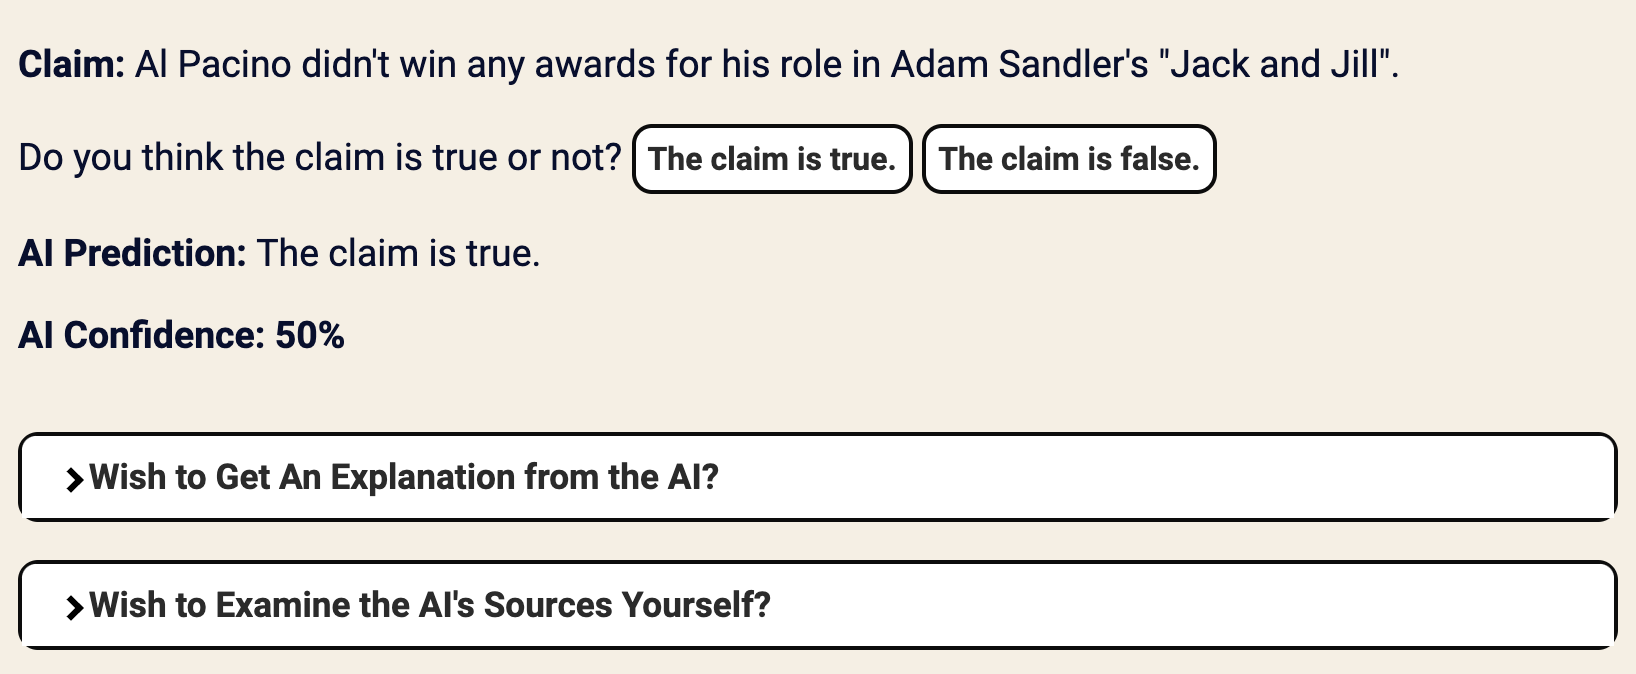 Claim: Al Pacino didn't win any awards for his role in Adam Sandler's "Jack and Jill".
Do you think the claim is true or not? The claim is true. The claim is false.
AI Prediction: The claim is true.
AI Confidence: 50%
Wish to Get An Explanation from the AI?
Wish to Examine the AI's Sources Yourself?